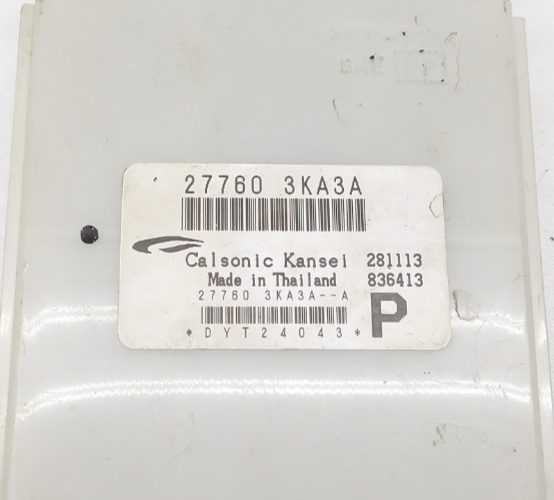 27760 3KA3A
Calsonic Kansei 281113
Made in Thailand 836413
27760 3KA3A--A
P
*DYT24043*